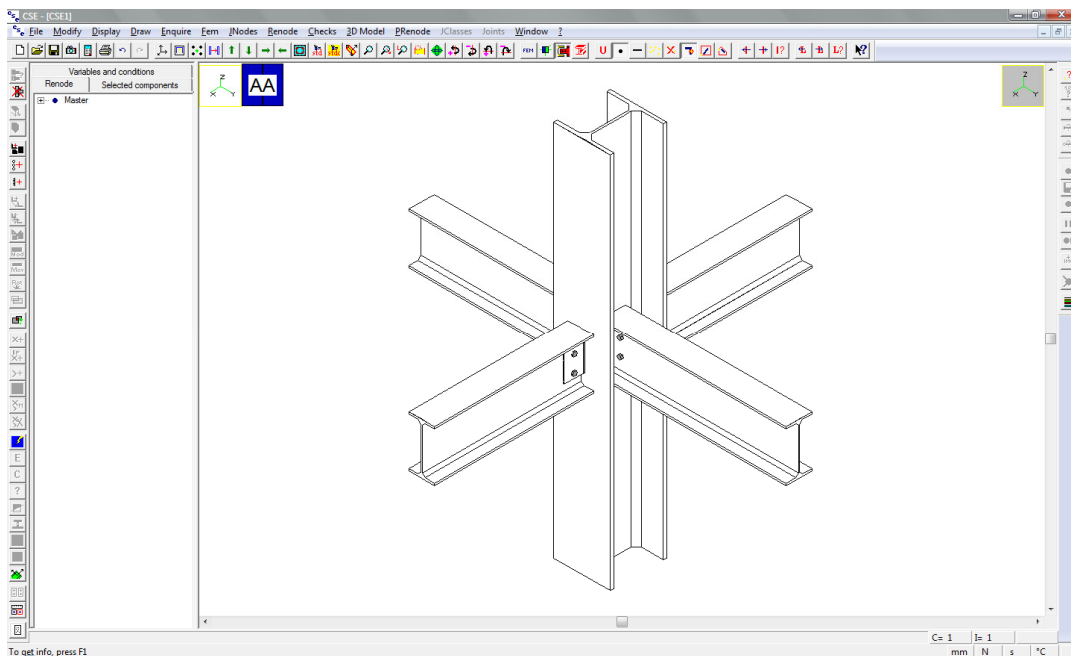 CSE - [CSE1]
File Modify Display Draw Enquire Fem JNodes Renode Checks 3D Model PRenode JClasses Joints Window ?
Variables and conditions
Renode Selected components
Master
Z
X Y
AA
Z
X Y
C= 1 I= 1
To get info, press F1 mm N s °C